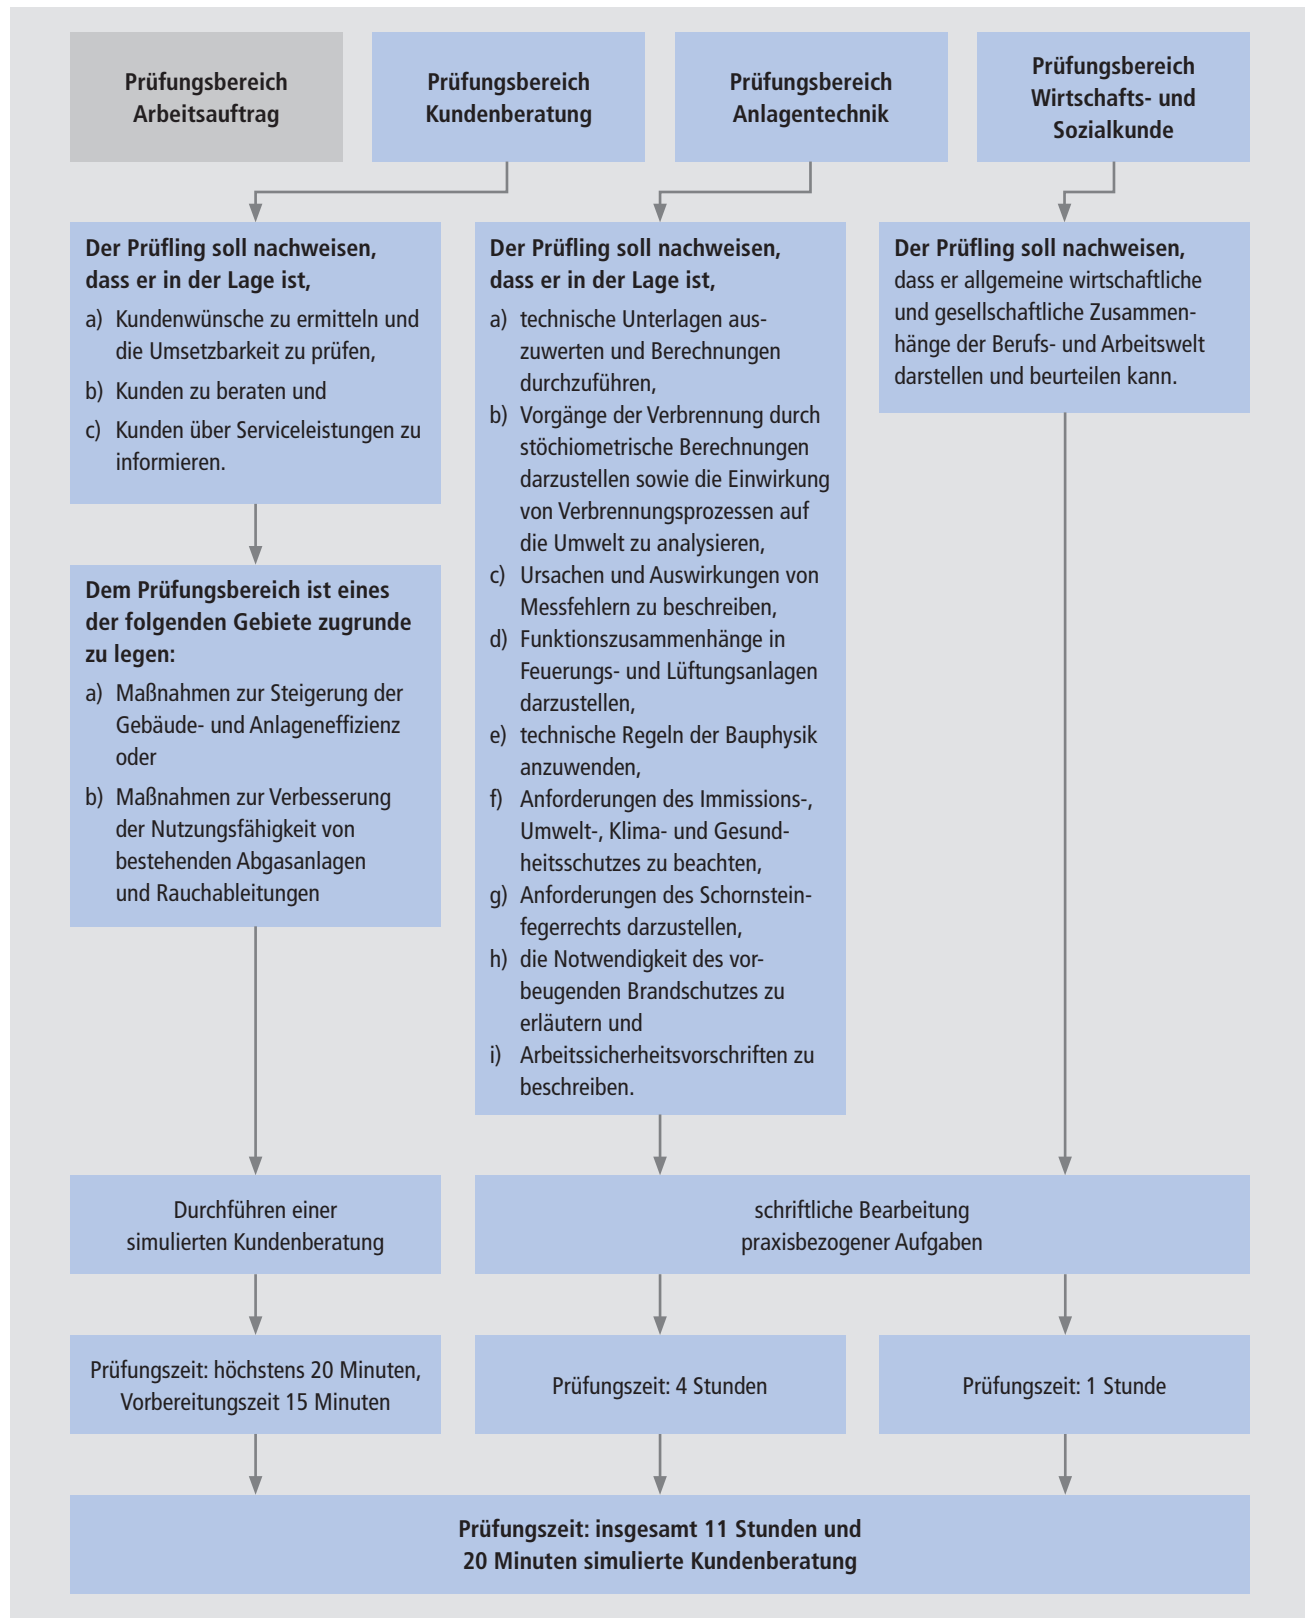 Prüfungsbereich
Arbeitsauftrag
Prüfungsbereich
Kundenberatung
Prüfungsbereich
Anlagentechnik
Prüfungsbereich
Wirtschafts- und
Sozialkunde
Der Prüfling soll nachweisen,
dass er in der Lage ist,
a) Kundenwünsche zu ermitteln und
die Umsetzbarkeit zu prüfen,
b) Kunden zu beraten und
c) Kunden über Serviceleistungen zu
informieren.
Dem Prüfungsbereich ist eines
der folgenden Gebiete zugrunde
zu legen:
a) Maßnahmen zur Steigerung der
Gebäude- und Anlageneffizienz
oder
b) Maßnahmen zur Verbesserung
der Nutzungsfähigkeit von
bestehenden Abgasanlagen
und Rauchableitungen
Der Prüfling soll nachweisen,
dass er in der Lage ist,
a) technische Unterlagen aus-
zuwerten und Berechnungen
durchzuführen,
b) Vorgänge der Verbrennung durch
stöchiometrische Berechnungen
darzustellen sowie die Einwirkung
von Verbrennungsprozessen auf
die Umwelt zu analysieren,
c) Ursachen und Auswirkungen von
Messfehlern zu beschreiben,
d) Funktionszusammenhänge in
Feuerungs- und Lüftungsanlagen
darzustellen,
e) technische Regeln der Bauphysik
anzuwenden,
f) Anforderungen des Immissions-,
Umwelt-, Klima- und Gesund-
heitsschutzes zu beachten,
g) Anforderungen des Schornstein-
fegerrechts darzustellen,
h) die Notwendigkeit des vor-
beugenden Brandschutzes zu
erläutern und
i) Arbeitssicherheitsvorschriften zu
beschreiben.
Der Prüfling soll nachweisen,
dass er allgemeine wirtschaftliche
und gesellschaftliche Zusammen-
hänge der Berufs- und Arbeitswelt
darstellen und beurteilen kann.
Durchführen einer
simulierten Kundenberatung
schriftliche Bearbeitung
praxisbezogener Aufgaben
Prüfungszeit: höchstens 20 Minuten,
Vorbereitungszeit 15 Minuten
Prüfungszeit: 4 Stunden
Prüfungszeit: 1 Stunde
Prüfungszeit: insgesamt 11 Stunden und
20 Minuten simulierte Kundenberatung